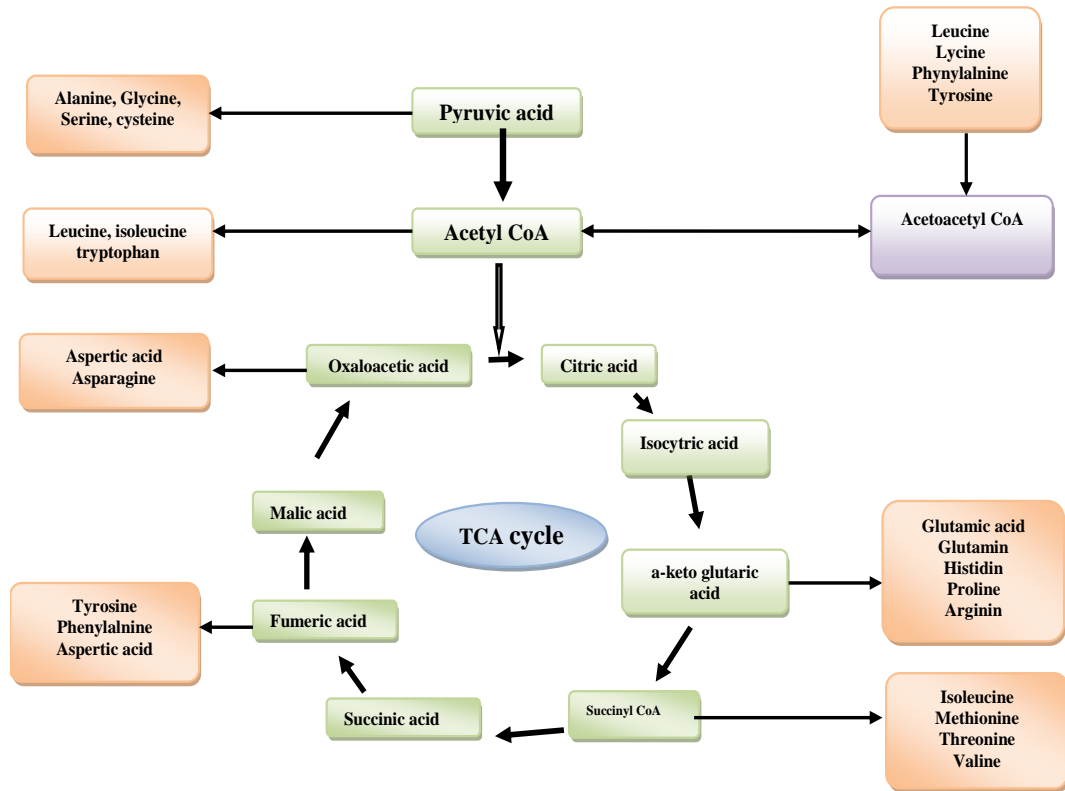 Leucine
Lycine
Phynylalnine
Tyrosine
Alanine, Glycine,
Serine, cysteine
Pyruvic acid
Acetoacetyl CoA
Leucine, isoleucine
tryptophan
Acetyl CoA
Aspertic acid
Asparagine
Oxaloacetic acid
Citric acid
Isocytric acid
Malic acid
TCA cycle
Glutamic acid
Glutamin
Histidin
Proline
Arginin
a-keto glutaric
acid
Tyrosine
Phenylalnine
Aspertic acid
Fumeric acid
Succinic acid
Succinyl CoA
Isoleucine
Methionine
Threonine
Valine